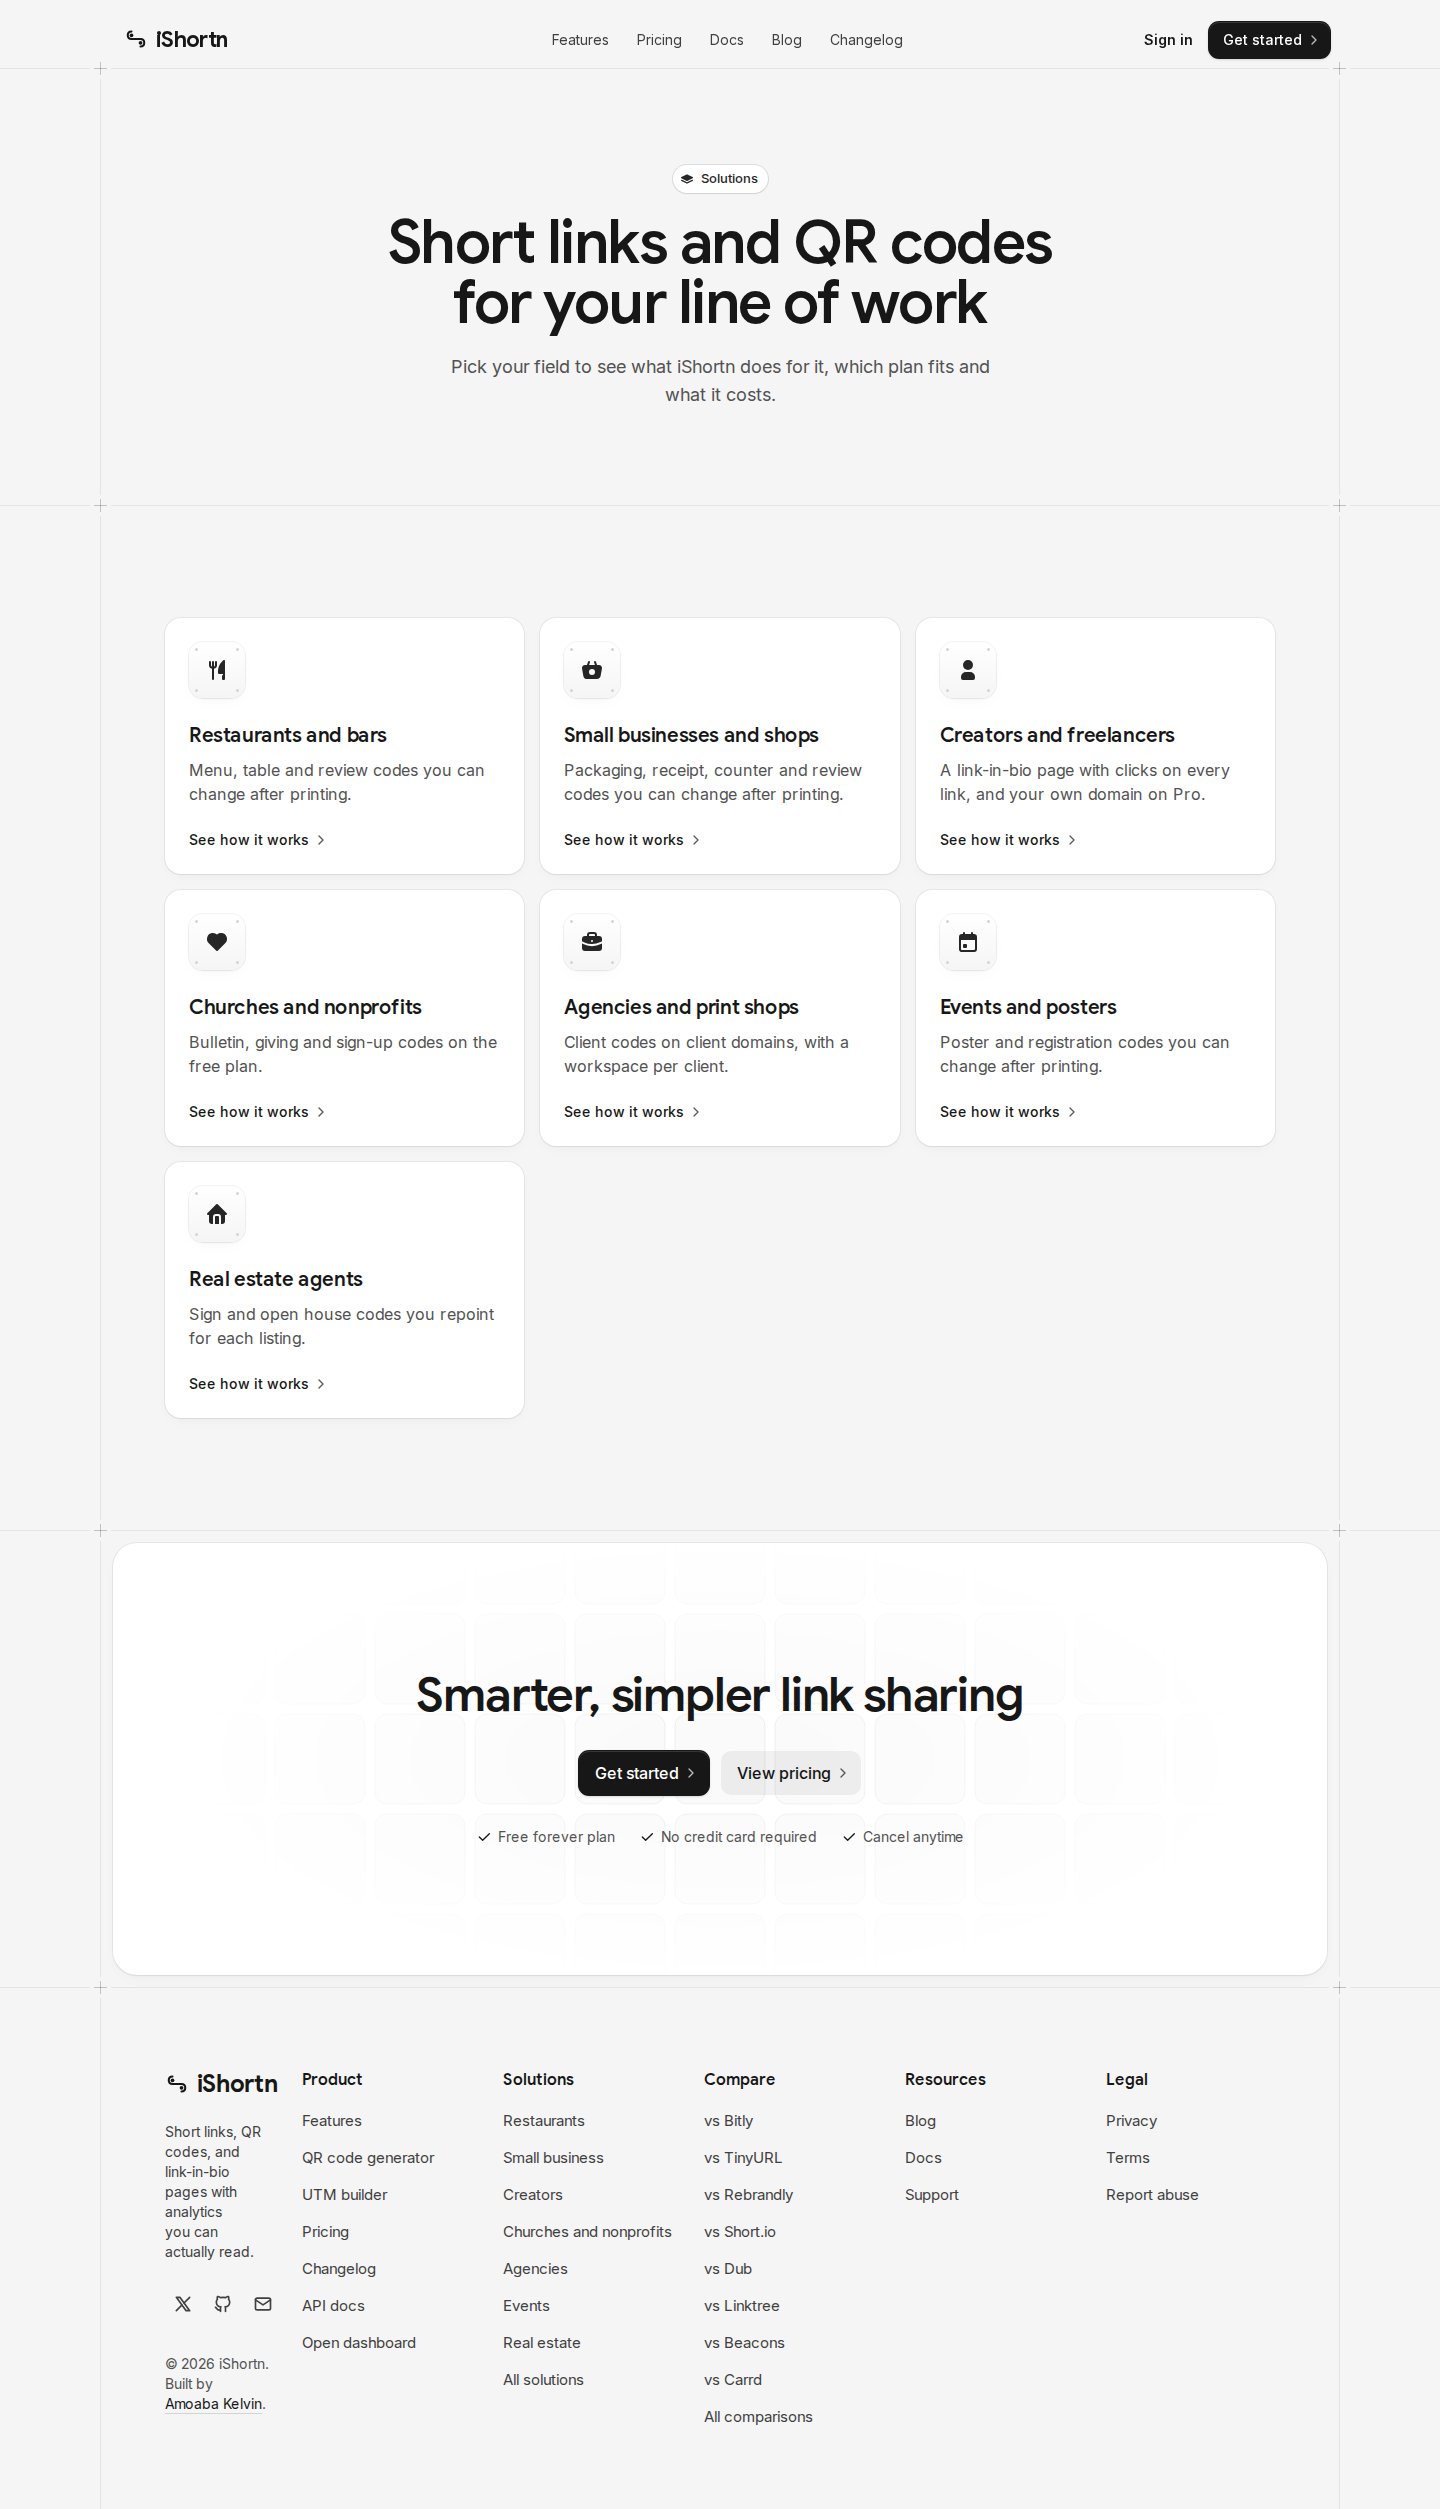 iShortn
Features
Pricing
Docs
Blog
Changelog
Sign in
Get started
Solutions
Short links and QR codes
for your line of work
Pick your field to see what iShortn does for it, which plan fits and
what it costs.
Restaurants and bars
Menu, table and review codes you can
change after printing.
See how it works
Small businesses and shops
Packaging, receipt, counter and review
codes you can change after printing.
See how it works
Creators and freelancers
A link-in-bio page with clicks on every
link, and your own domain on Pro.
See how it works
Churches and nonprofits
Bulletin, giving and sign-up codes on the
free plan.
See how it works
Agencies and print shops
Client codes on client domains, with a
workspace per client.
See how it works
Events and posters
Poster and registration codes you can
change after printing.
See how it works
Real estate agents
Sign and open house codes you repoint
for each listing.
See how it works
Smarter, simpler link sharing
Get started
View pricing
Free forever plan
No credit card required
Cancel anytime
iShortn
Short links, QR
codes, and
link-in-bio
pages with
analytics
you can
actually read.
© 2026 iShortn.
Built by
Amoaba Kelvin.
Product
Features
QR code generator
UTM builder
Pricing
Changelog
API docs
Open dashboard
Solutions
Restaurants
Small business
Creators
Churches and nonprofits
Agencies
Events
Real estate
All solutions
Compare
vs Bitly
vs TinyURL
vs Rebrandly
vs Short.io
vs Dub
vs Linktree
vs Beacons
vs Carrd
All comparisons
Resources
Blog
Docs
Support
Legal
Privacy
Terms
Report abuse